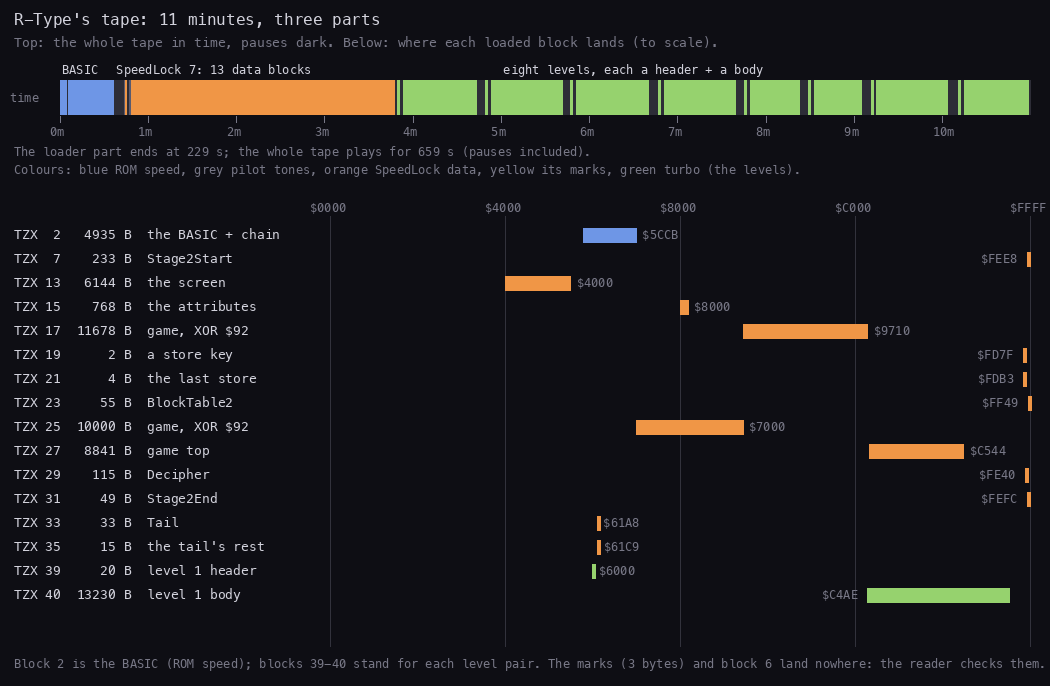 R−Type's tape: 11 minutes, three parts
Top: the whole tape in time, pauses dark. Below: where each loaded block lands (to scale).
BASIC SpeedLock 7: 13 data blocks eight levels, each a header + a body
time
0m 1m 2m 3m 4m 5m 6m 7m 8m 9m 10m
The loader part ends at 229 s; the whole tape plays for 659 s (pauses included).
Colours: blue ROM speed, grey pilot tones, orange SpeedLock data, yellow its marks, green turbo (the levels).
$0000 $4000 $8000 $C000 $FFFF
TZX 2 4935 B the BASIC + chain $5CCB
TZX 7 233 B Stage2Start $FEE8
TZX 13 6144 B the screen $4000
TZX 15 768 B the attributes $8000
TZX 17 11678 B game, XOR $92 $9710
TZX 19 2 B a store key $FD7F
TZX 21 4 B the last store $FDB3
TZX 23 55 B BlockTable2 $FF49
TZX 25 10000 B game, XOR $92 $7000
TZX 27 8841 B game top $C544
TZX 29 115 B Decipher $FE40
TZX 31 49 B Stage2End $FEFC
TZX 33 33 B Tail $61A8
TZX 35 15 B the tail's rest $61C9
TZX 39 20 B level 1 header $6000
TZX 40 13230 B level 1 body $C4AE
Block 2 is the BASIC (ROM speed); blocks 39−40 stand for each level pair. The marks (3 bytes) and block 6 land nowhere: the reader checks them.